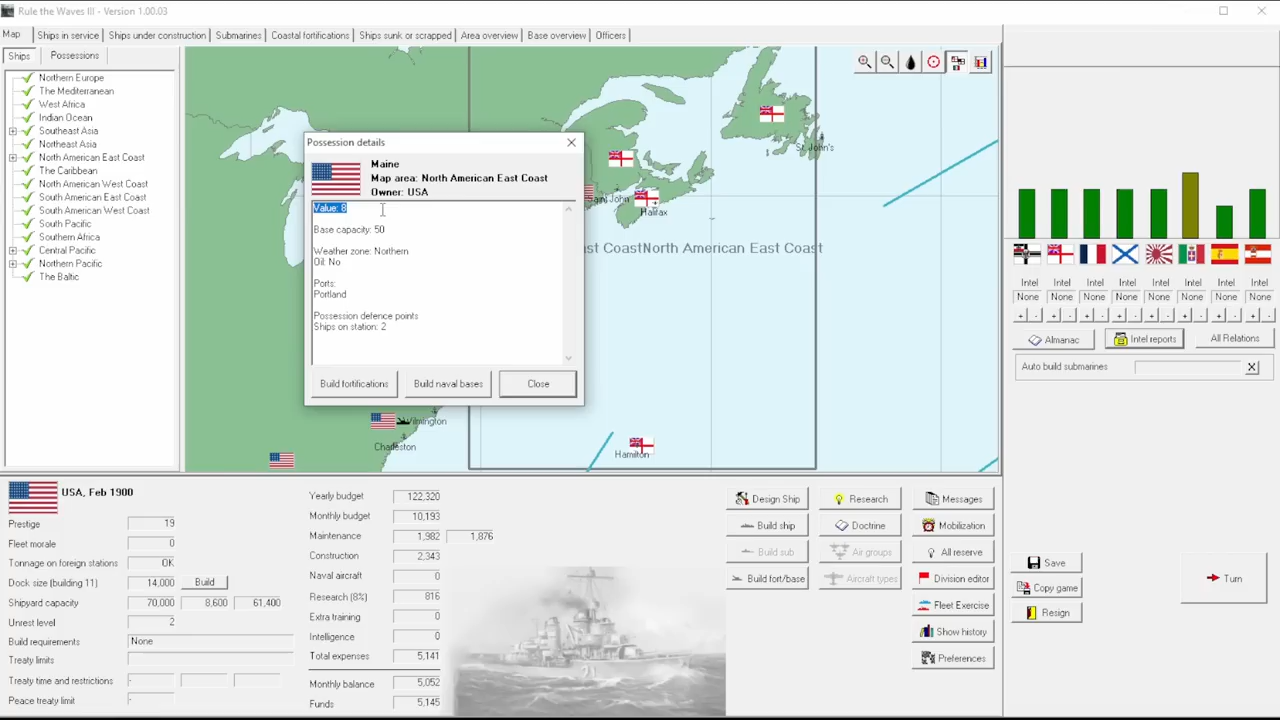 Rule the Waves III - Version 1.00.03
Map Ships in service Ships under construction Submarines Coastal fortifications Ships sunk or scrapped Area overview Base overview Officers
Ships Possessions
Northern Europe
The Mediterranean
West Africa
Indian Ocean
Southeast Asia
Northeast Asia
North American East Coast
The Caribbean
North American West Coast
South American East Coast
South American West Coast
South Pacific
Southern Africa
Central Pacific
Northern Pacific
The Baltic
St. John's
Saint John
Halifax
ast CoastNorth American East Coast
Hamilton
Wilmington
Charleston
Possession details
Maine
Map area: North American East Coast
Owner: USA
Value: 8
Base capacity: 50
Weather zone: Northern
Oil: No
Ports:
Portland
Possession defence points
Ships on station: 2
Build fortifications Build naval bases Close
Intel Intel Intel Intel Intel Intel Intel Intel
None None None None None None None None
+ - + - + - + - + - + - + - + -
Almanac Intel reports All Relations
Auto build submarines X
USA, Feb 1900
Prestige 19
Fleet morale 0
Tonnage on foreign stations OK
Dock size (building 11) 14,000 Build
Shipyard capacity 70,000 8,600 61,400
Unrest level 2
Build requirements None
Treaty limits
Treaty time and restrictions - - -
Peace treaty limit -
Yearly budget 122,320
Monthly budget 10,193
Maintenance 1,982 1,876
Construction 2,343
Naval aircraft 0
Research (8%) 816
Extra training 0
Intelligence 0
Total expenses 5,141
Monthly balance 5,052
Funds 5,145
Design Ship Research Messages
Build ship Doctrine Mobilization
Build sub Air groups All reserve
Build fort/base Aircraft types Division editor
Fleet Exercise
Show history
Preferences
Save
Copy game
Resign
Turn